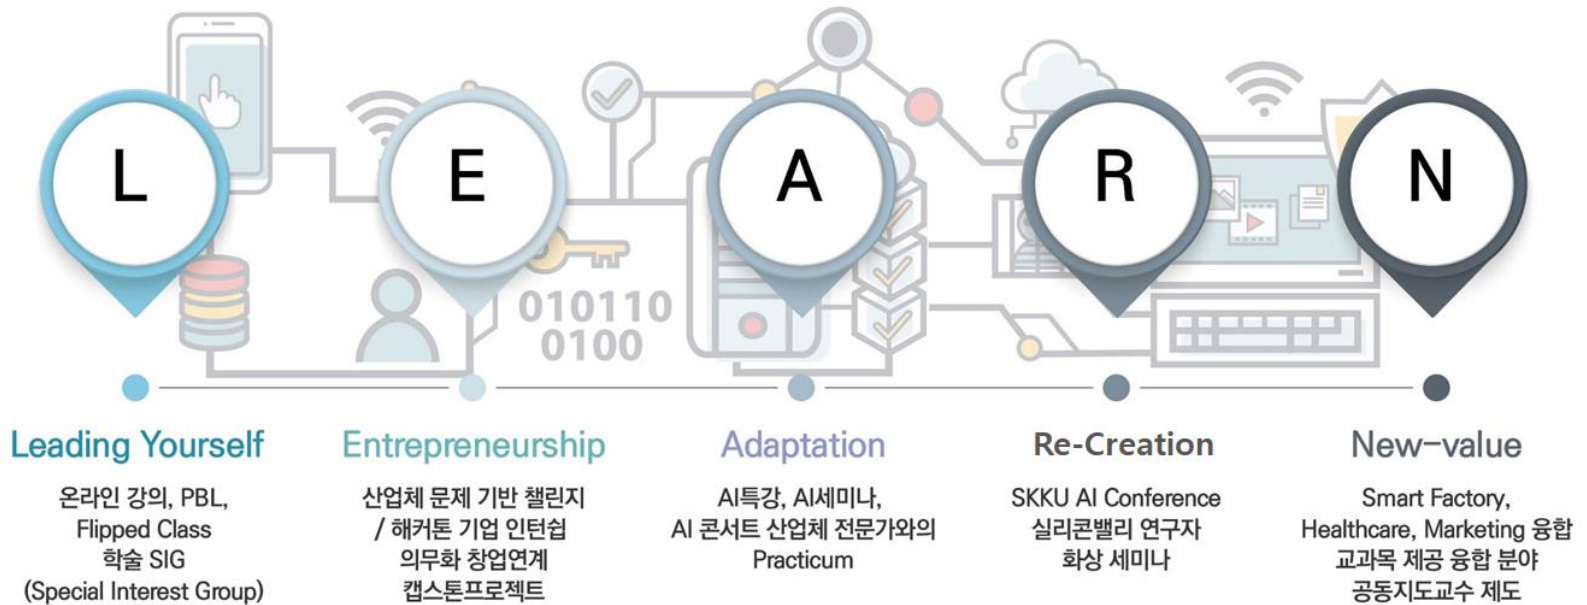 L
E
A
R
N
010110
0100
Leading Yourself
온라인 강의, PBL,
Flipped Class
학술 SIG
(Special Interest Group)
Entrepreneurship
산업체 문제 기반 챌린지
/ 해커톤 기업 인턴쉽
의무화 창업연계
캡스톤프로젝트
Adaptation
AI특강, AI세미나,
AI 콘서트 산업체 전문가와의
Practicum
Re-Creation
SKKU AI Conference
실리콘밸리 연구자
화상 세미나
New-value
Smart Factory,
Healthcare, Marketing 융합
교과목 제공 융합 분야
공동지도교수 제도